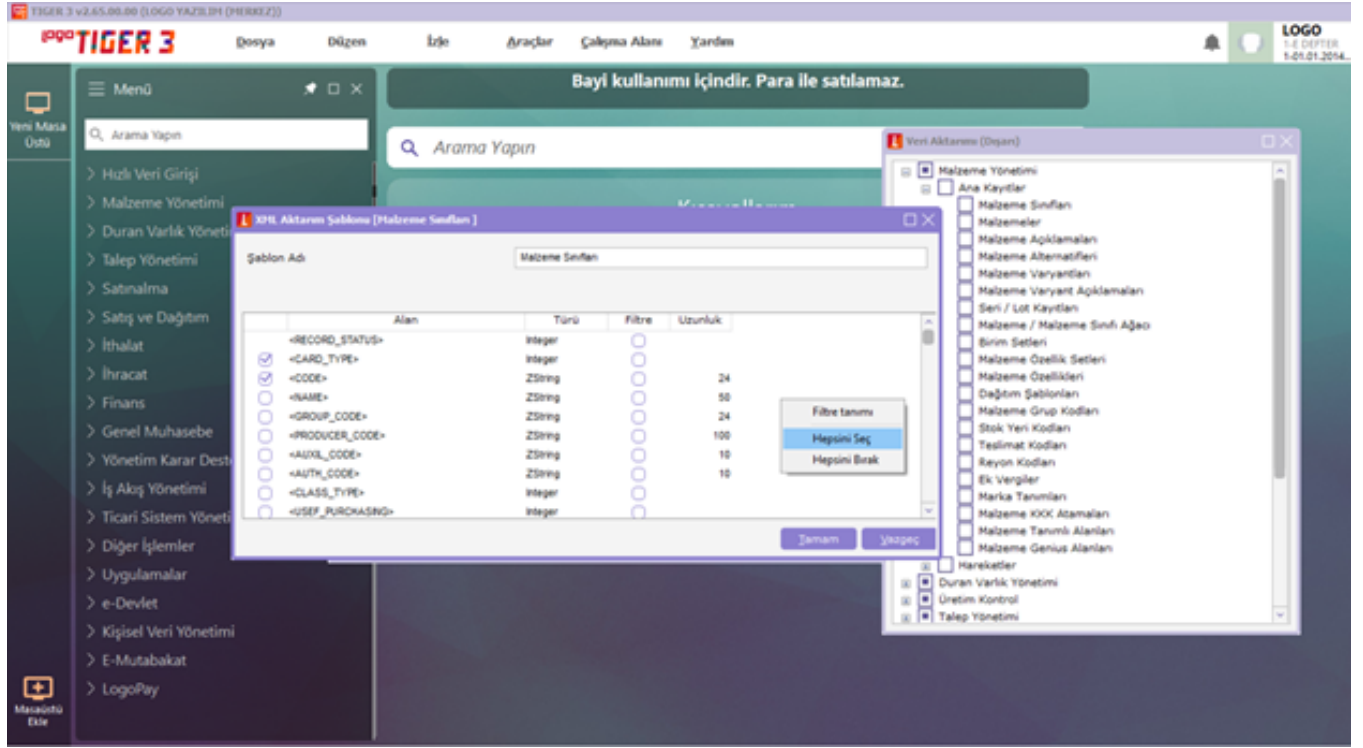 TIGER 3 v2.65.00.00 (LOGO YAZILIM (MERKEZ))
LOGO TIGER 3
Dosya Düzen İzle Araçlar Çalışma Alanı Yardım
LOGO
1-E DEFTER
1-01.01.2014...
Yeni Masa Üstü
Menü
Arama Yapın
Hızlı Veri Girişi
Malzeme Yönetimi
Duran Varlık Yöneti
Talep Yönetimi
Satınalma
Satış ve Dağıtım
İthalat
İhracat
Finans
Genel Muhasebe
Yönetim Karar Dest
İş Akış Yönetimi
Ticari Sistem Yöneti
Diğer İşlemler
Uygulamalar
e-Devlet
Kişisel Veri Yönetimi
E-Mutabakat
LogoPay
Masaüstü Ekle
Bayi kullanımı içindir. Para ile satılamaz.
Arama Yapın
XML Aktarım Şablonu [Malzeme Sınıfları ]
Şablon Adı Malzeme Sınıfları
Alan Türü Filtre Uzunluk
<RECORD_STATUS> Integer
<CARD_TYPE> Integer
<CODE> ZString 24
<NAME> ZString 50
<GROUP_CODE> ZString 24
<PRODUCER_CODE> ZString 100
<AUXIL_CODE> ZString 10
<AUTH_CODE> ZString 10
<CLASS_TYPE> Integer
<USEF_PURCHASING> Integer
Filtre tanımı
Hepsini Seç
Hepsini Bırak
Tamam Vazgeç
Veri Aktarımı (Dışarı)
Malzeme Yönetimi
Ana Kayıtlar
Malzeme Sınıfları
Malzemeler
Malzeme Açıklamaları
Malzeme Alternatifleri
Malzeme Varyantları
Malzeme Varyant Açıklamaları
Seri / Lot Kayıtları
Malzeme / Malzeme Sınıfı Ağacı
Birim Setleri
Malzeme Özellik Setleri
Malzeme Özellikleri
Dağıtım Şablonları
Malzeme Grup Kodları
Stok Yeri Kodları
Teslimat Kodları
Reyon Kodları
Ek Vergiler
Marka Tanımları
Malzeme KKK Atamaları
Malzeme Tanımlı Alanları
Malzeme Genius Alanları
Hareketler
Duran Varlık Yönetimi
Üretim Kontrol
Talep Yönetimi